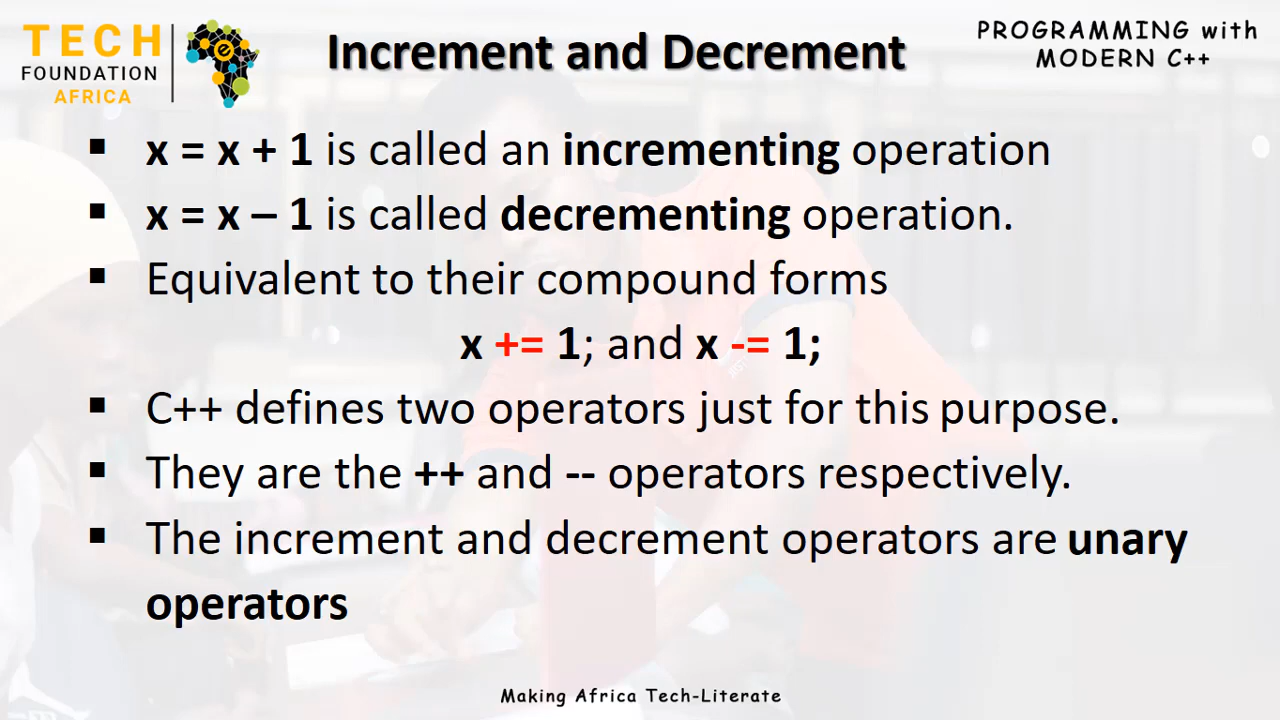 TECH
FOUNDATION
AFRICA
e
Increment and Decrement
PROGRAMMING with
MODERN C++
▪ x = x + 1 is called an incrementing operation
▪ x = x – 1 is called decrementing operation.
▪ Equivalent to their compound forms
x += 1; and x -= 1;
▪ C++ defines two operators just for this purpose.
▪ They are the ++ and -- operators respectively.
▪ The increment and decrement operators are unary
operators
Making Africa Tech-Literate